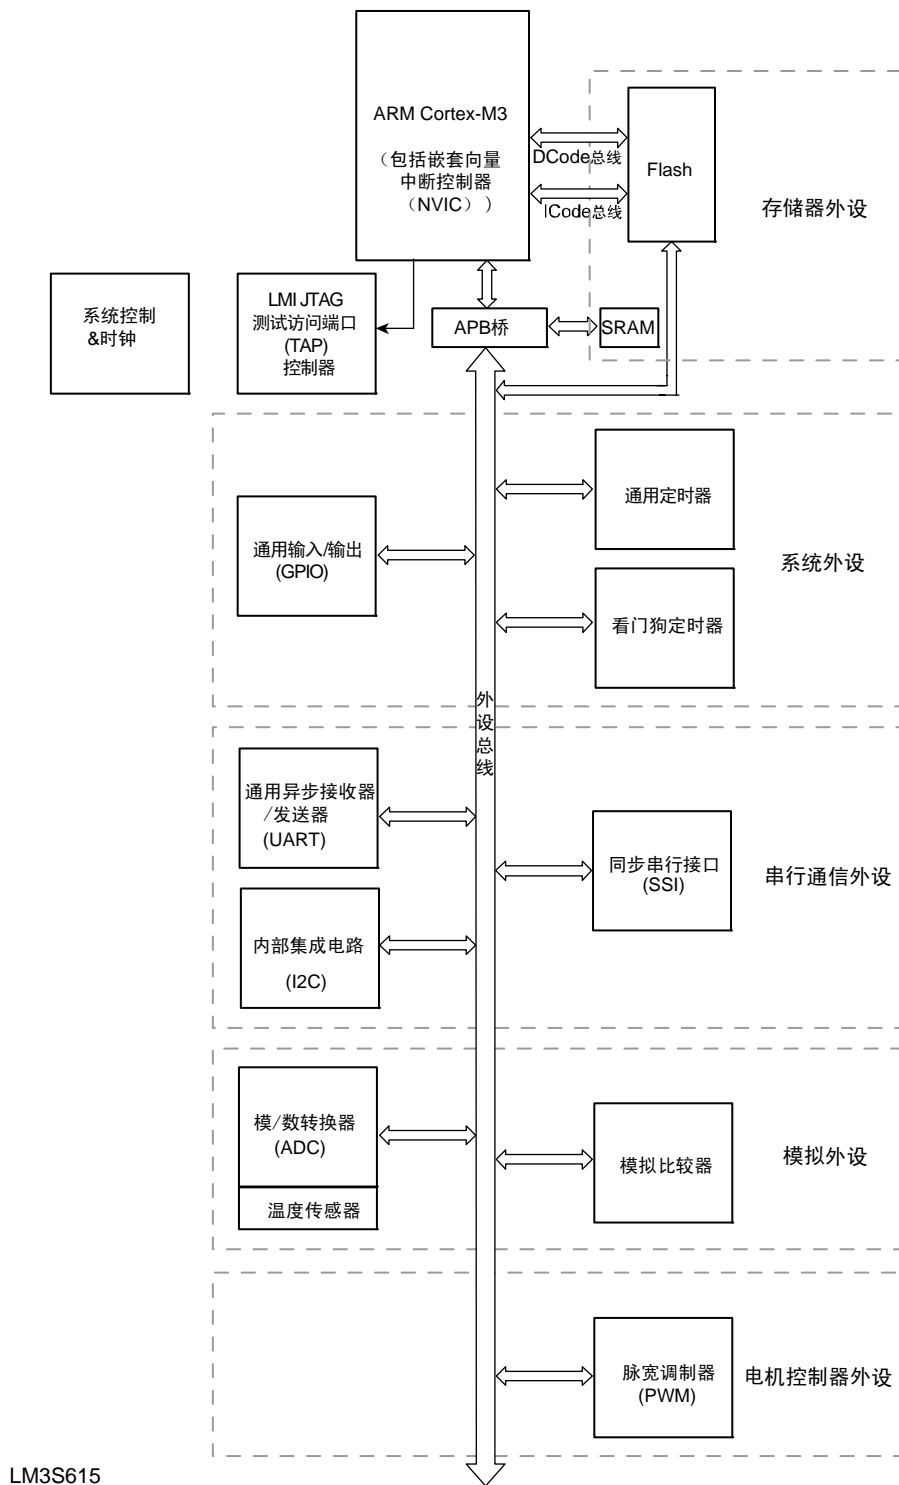 ARM Cortex-M3
（包括嵌套向量
中断控制器
（NVIC））
DCode总线
ICode总线
Flash
存储器外设
系统控制
&时钟
LMI JTAG
测试访问端口
(TAP)
控制器
APB桥
SRAM
通用定时器
通用输入/输出
(GPIO)
系统外设
看门狗定时器
外设总线
通用异步接收器
/发送器
(UART)
同步串行接口
(SSI)
串行通信外设
内部集成电路
(I2C)
模/数转换器
(ADC)
温度传感器
模拟比较器
模拟外设
脉宽调制器
(PWM)
电机控制器外设
LM3S615